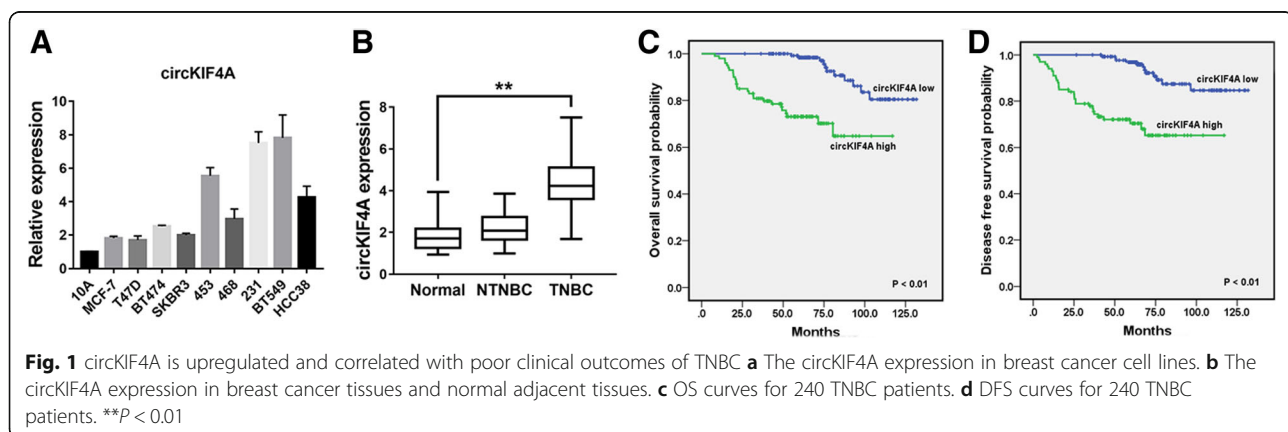 A
circKIF4A
Relative expression
10
8
6
4
2
0
10A
MCF-7
T47D
BT474
SKBR3
453
468
231
BT549
HCC38
B
circKIF4A expression
8
6
4
2
0
**
Normal
NTNBC
TNBC
C
Overall survival probability
1.0
0.8
0.6
0.4
0.2
0.0
circKIF4A low
circKIF4A high
P < 0.01
.0
25.0
50.0
75.0
100.0
125.0
Months
D
Disease free survival probability
1.0
0.8
0.6
0.4
0.2
0.0
circKIF4A low
circKIF4A high
P < 0.01
.0
25.0
50.0
75.0
100.0
125.0
Months
Fig. 1 circKIF4A is upregulated and correlated with poor clinical outcomes of TNBC a The circKIF4A expression in breast cancer cell lines. b The
circKIF4A expression in breast cancer tissues and normal adjacent tissues. c OS curves for 240 TNBC patients. d DFS curves for 240 TNBC
patients. **P < 0.01